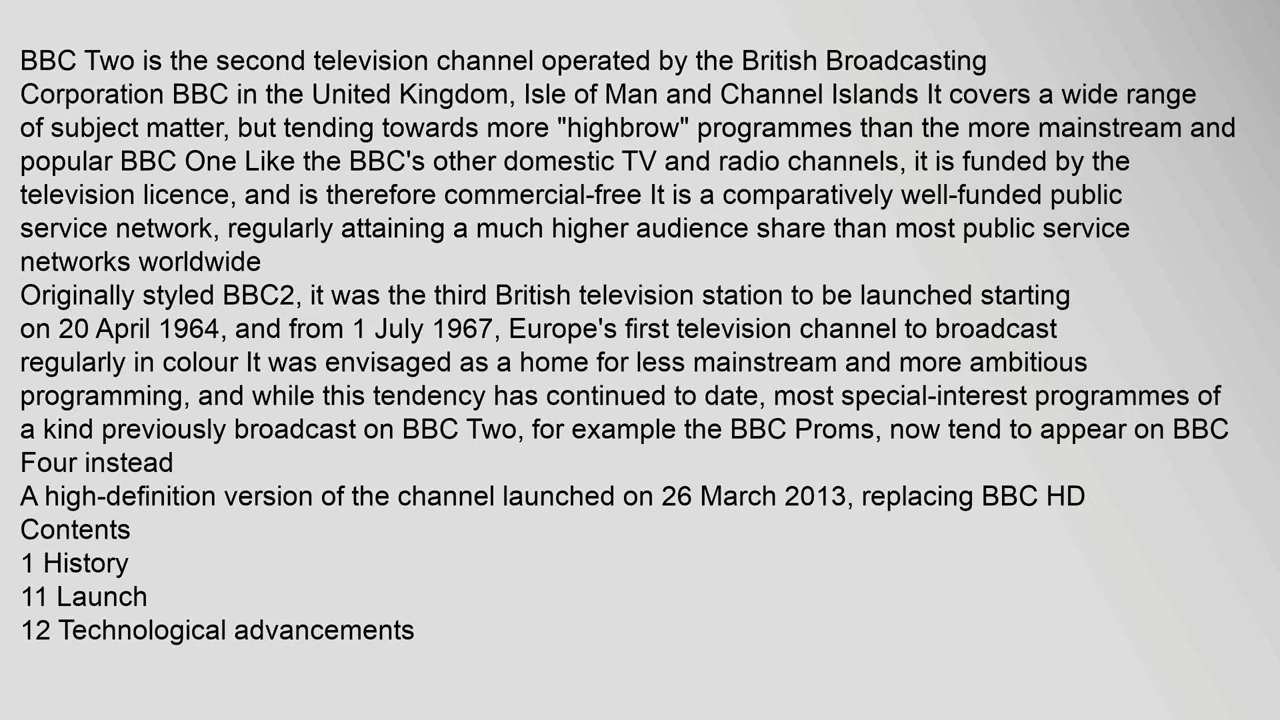 BBC Two is the second television channel operated by the British Broadcasting
Corporation BBC in the United Kingdom, Isle of Man and Channel Islands It covers a wide range
of subject matter, but tending towards more "highbrow" programmes than the more mainstream and
popular BBC One Like the BBC's other domestic TV and radio channels, it is funded by the
television licence, and is therefore commercial-free It is a comparatively well-funded public
service network, regularly attaining a much higher audience share than most public service
networks worldwide
Originally styled BBC2, it was the third British television station to be launched starting
on 20 April 1964, and from 1 July 1967, Europe's first television channel to broadcast
regularly in colour It was envisaged as a home for less mainstream and more ambitious
programming, and while this tendency has continued to date, most special-interest programmes of
a kind previously broadcast on BBC Two, for example the BBC Proms, now tend to appear on BBC
Four instead
A high-definition version of the channel launched on 26 March 2013, replacing BBC HD
Contents
1 History
11 Launch
12 Technological advancements